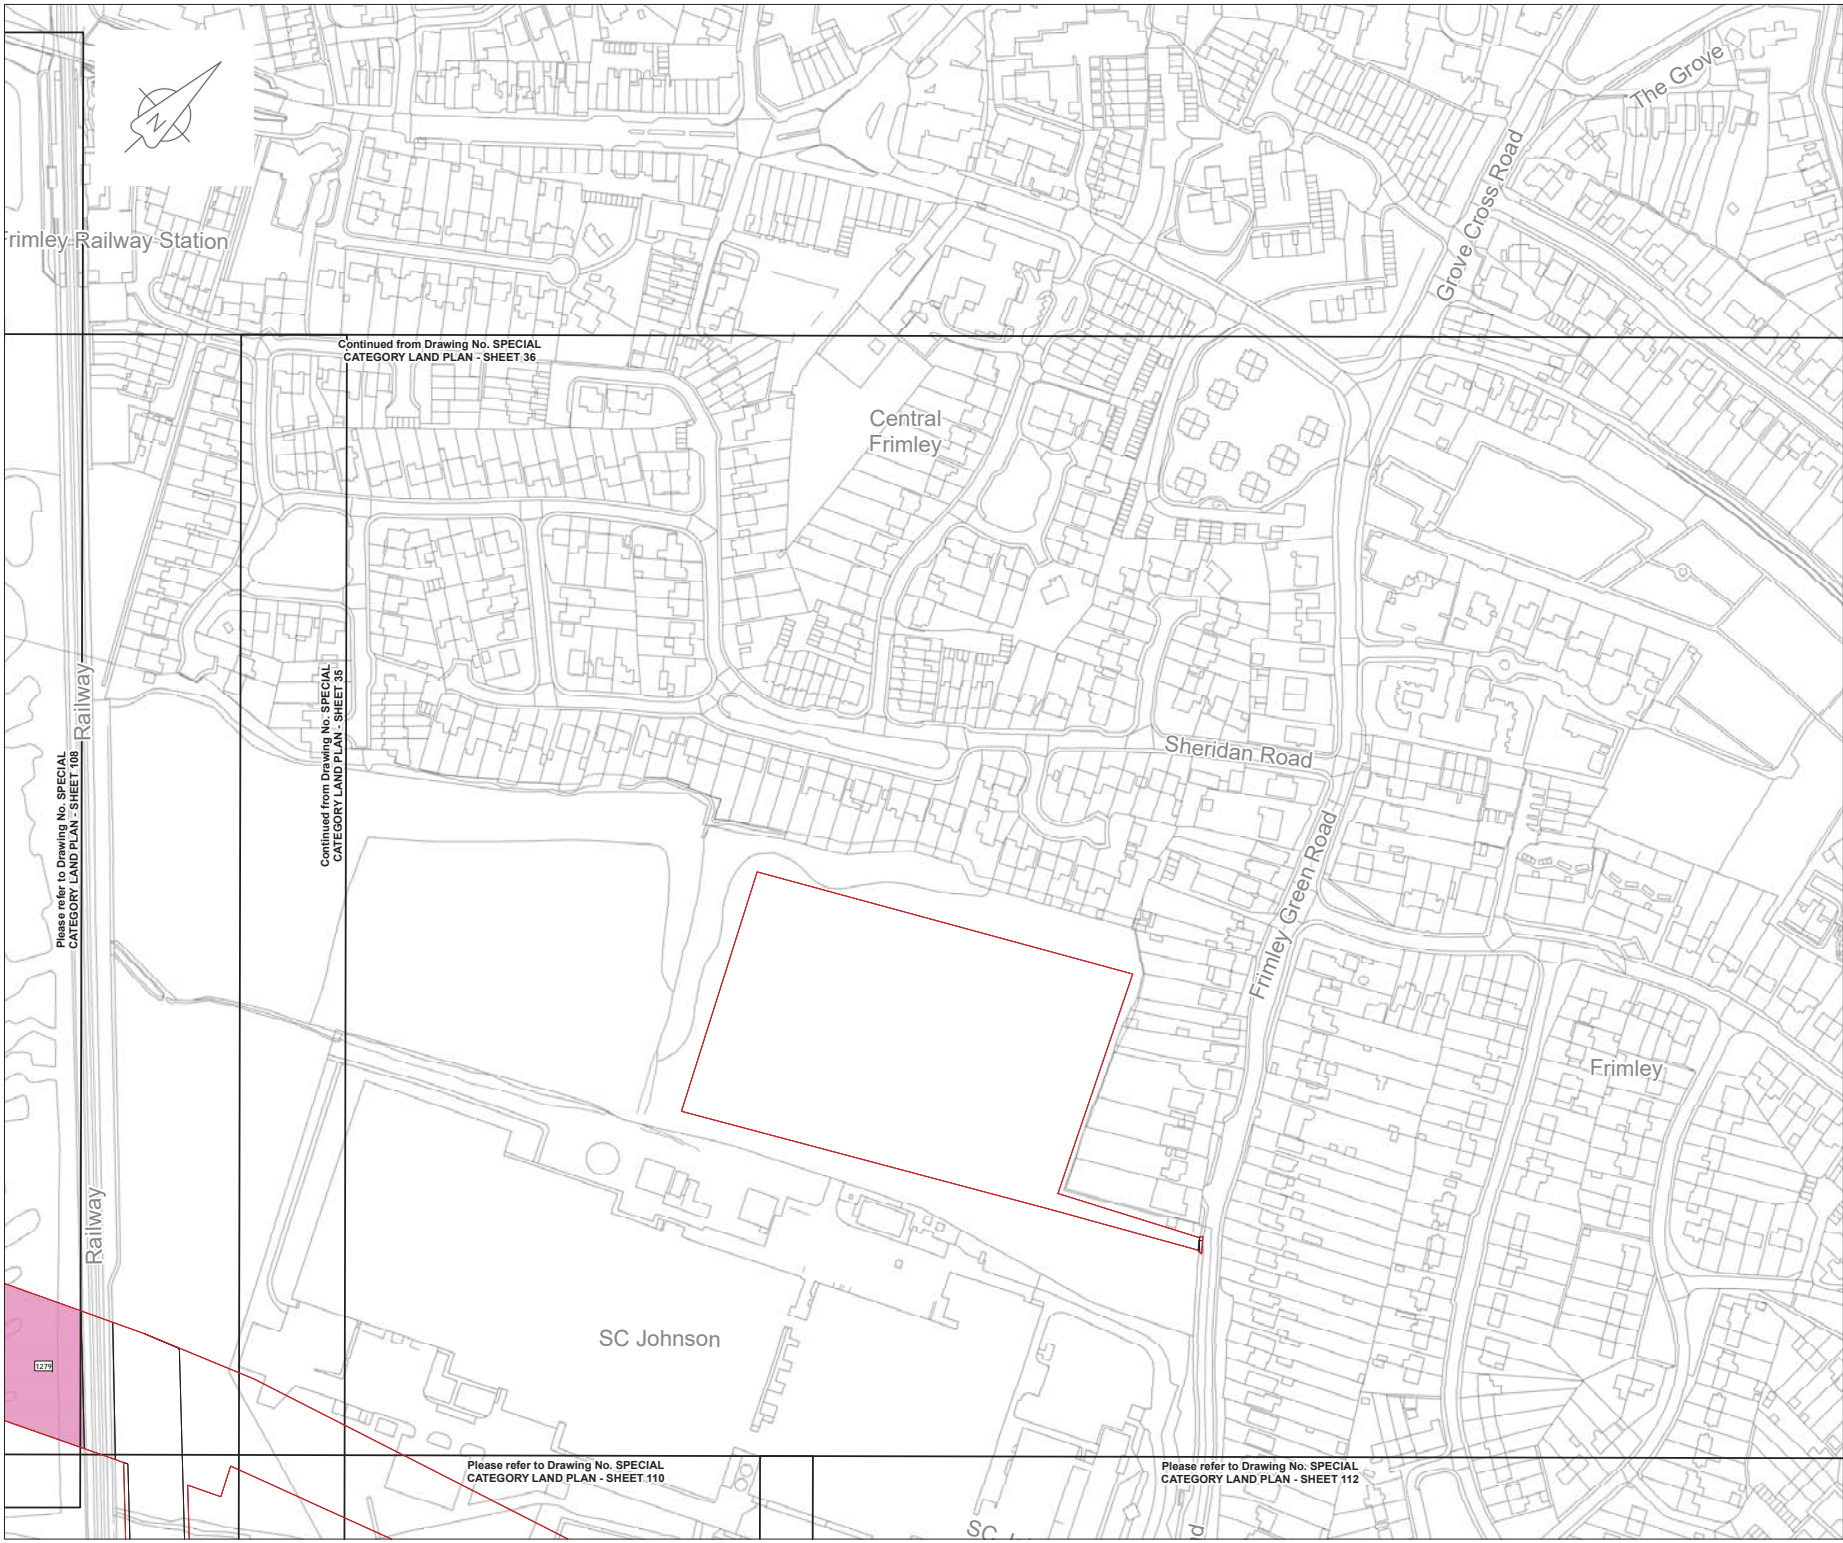 N
The Grove
Grove Cross Road
Frimley Railway Station
Continued from Drawing No. SPECIAL
CATEGORY LAND PLAN - SHEET 36
Central
Frimley
Railway
Continued from Drawing No. SPECIAL
CATEGORY LAND PLAN - SHEET 35
Please refer to Drawing No. SPECIAL
CATEGORY LAND PLAN - SHEET 108
Sheridan Road
Frimley Green Road
Frimley
Railway
SC Johnson
1279
Please refer to Drawing No. SPECIAL
CATEGORY LAND PLAN - SHEET 110
Please refer to Drawing No. SPECIAL
CATEGORY LAND PLAN - SHEET 112
SC